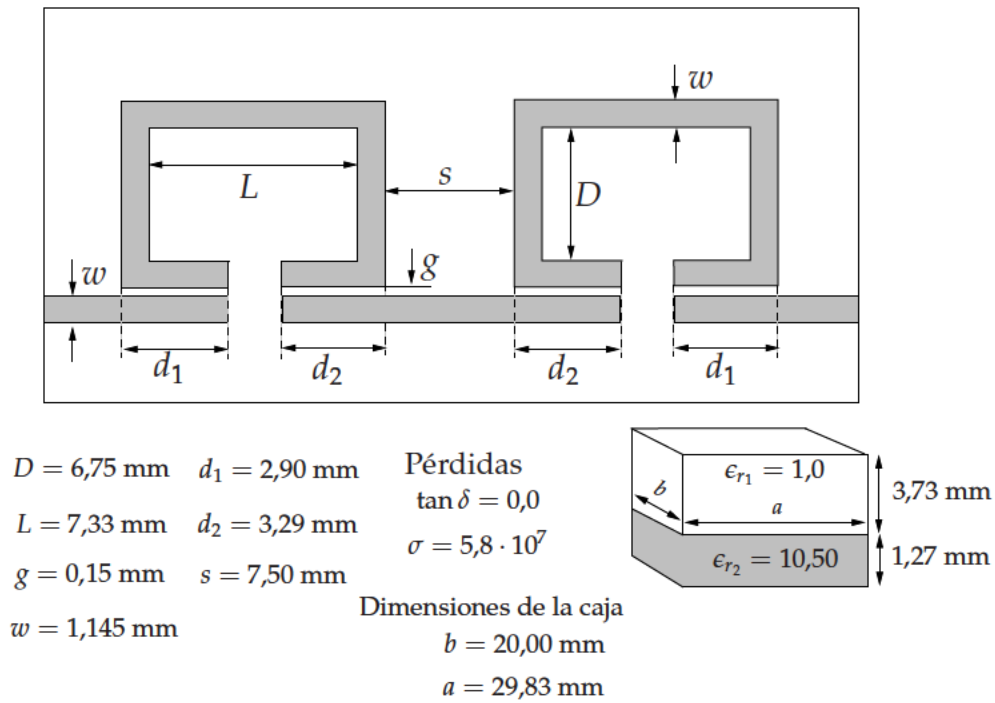 w
L
s
D
g
w
d₁
d₂
d₂
d₁
D = 6,75 mm d₁ = 2,90 mm
L = 7,33 mm d₂ = 3,29 mm
g = 0,15 mm s = 7,50 mm
w = 1,145 mm
Pérdidas
tan δ = 0,0
σ = 5,8 · 10⁷
Dimensiones de la caja
b = 20,00 mm
a = 29,83 mm
ϵr₁ = 1,0
3,73 mm
b
a
ϵr₂ = 10,50
1,27 mm